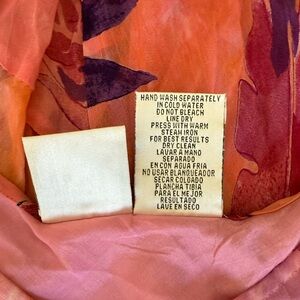 HAND WASH SEPARATELY
IN COLD WATER
DO NOT BLEACH
LINE DRY
PRESS WITH WARM
STEAM IRON
FOR BEST RESULTS
DRY CLEAN
LAVAR A MANO
SEPARADO
EN CON AGUA FRIA
NO USAR BLANQUEADOR
SECAR COLGADO
PLANCHA TIBIA
PARA EL MEJOR
RESULTADO
LAVE EN SECO